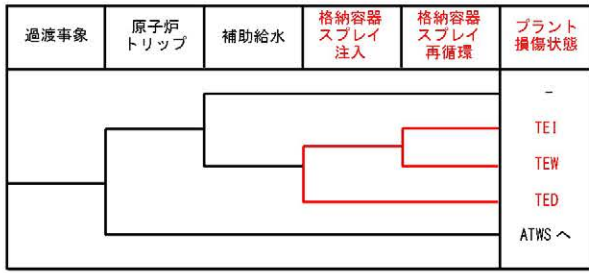 過渡事象
原子炉
トリップ
補助給水
格納容器
スプレイ
注入
格納容器
スプレイ
再循環
プラント
損傷状態
-
TEI
TEW
TED
ATWS へ